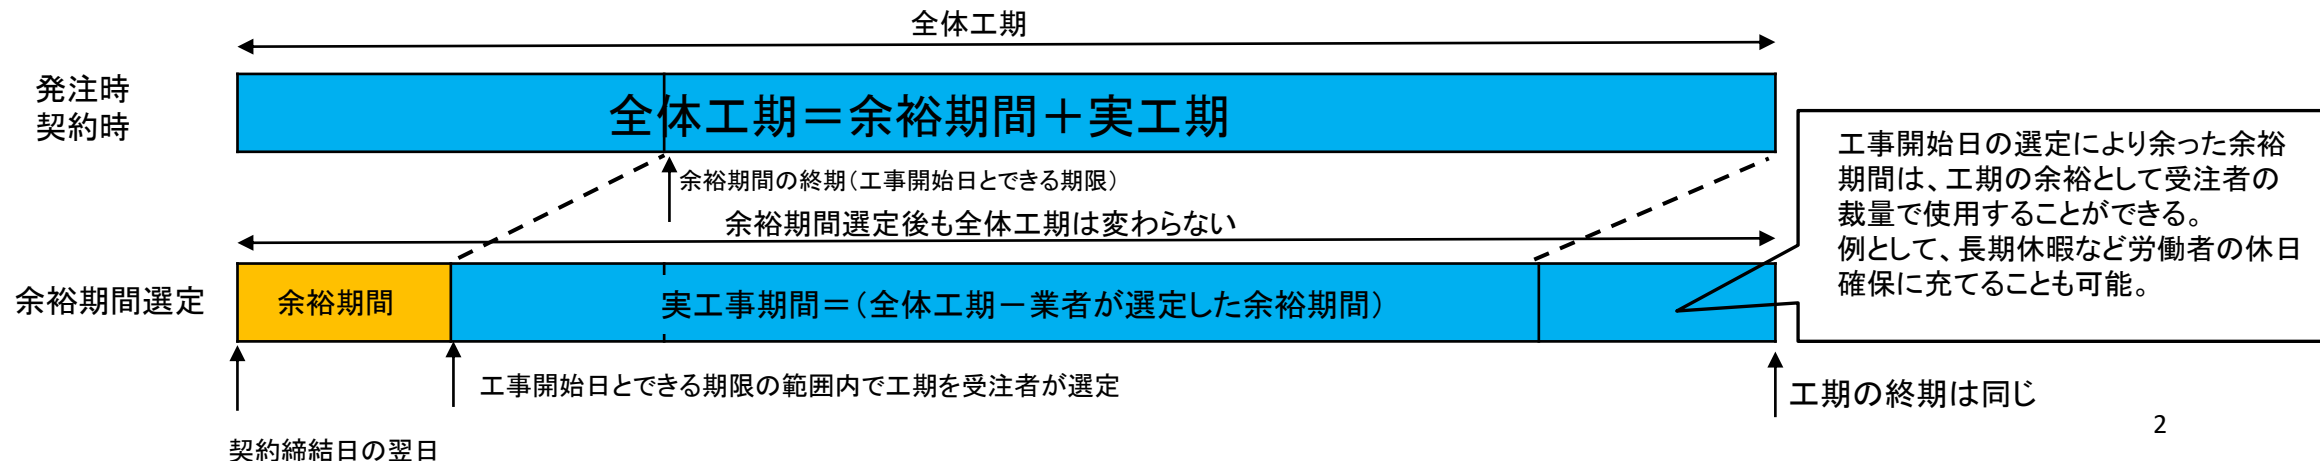 全体工期
発注時
契約時
全体工期＝余裕期間＋実工期
余裕期間の終期（工事開始日とできる期限）
余裕期間選定後も全体工期は変わらない
工事開始日の選定により余った余裕
期間は、工期の余裕として受注者の
裁量で使用することができる。
例として、長期休暇など労働者の休日
確保に充てることも可能。
余裕期間選定
余裕期間
実工事期間＝（全体工期－業者が選定した余裕期間）
工事開始日とできる期限の範囲内で工期を受注者が選定
工期の終期は同じ
契約締結日の翌日
2